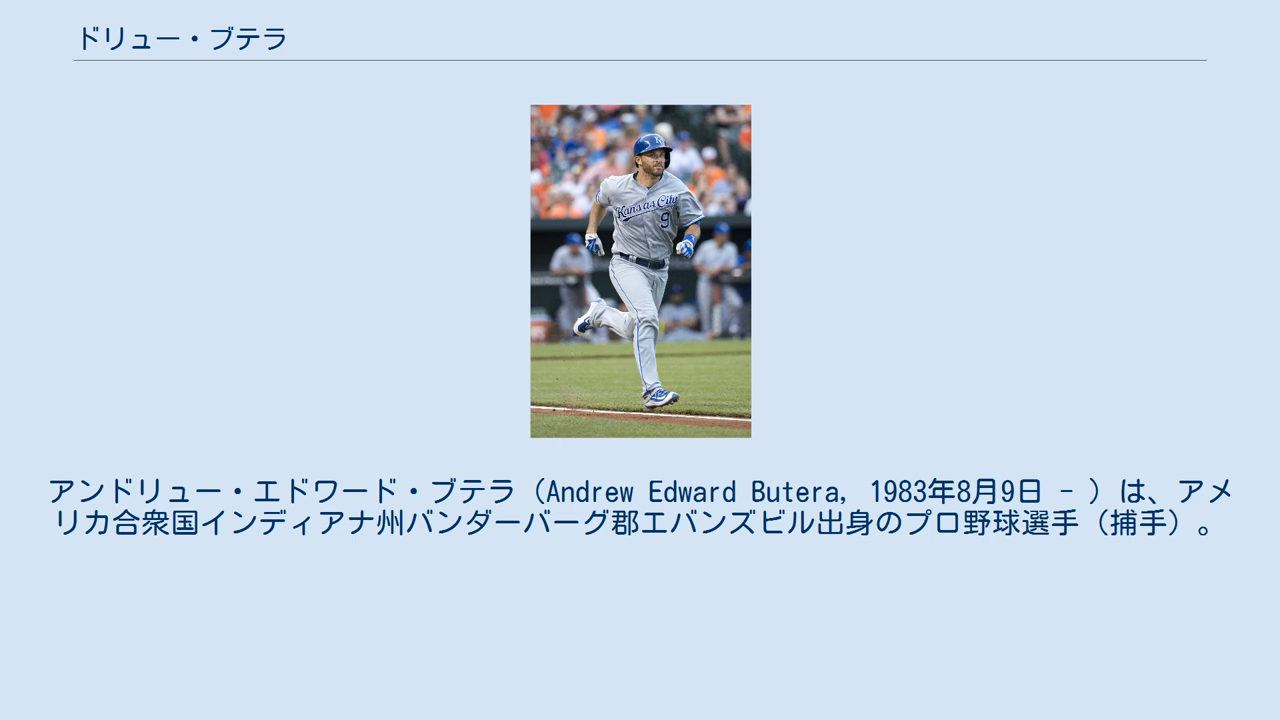 ドリュー・ブテラ
Kansas City
9
アンドリュー・エドワード・ブテラ（Andrew Edward Butera, 1983年8月9日 - ）は、アメ
リカ合衆国インディアナ州バンダーバーグ郡エバンズビル出身のプロ野球選手（捕手）。